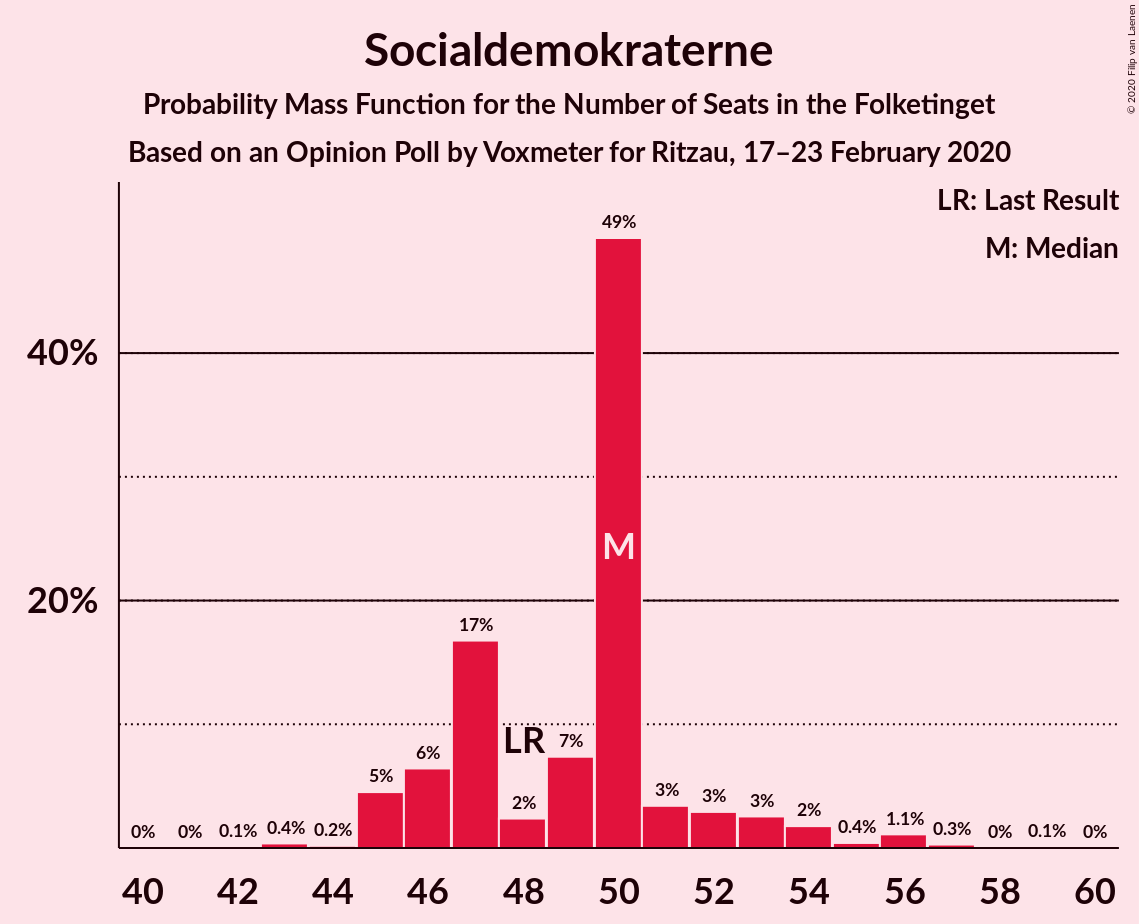 Socialdemokraterne
Probability Mass Function for the Number of Seats in the Folketinget
Based on an Opinion Poll by Voxmeter for Ritzau, 17–23 February 2020
© 2020 Filip van Laenen
LR: Last Result
M: Median
49%
40%
M
20%
17%
LR
7%
6%
5%
2%
3%
3%
3%
2%
1.1%
0% 0% 0.1% 0.4% 0.2% 0.4% 0.3% 0% 0.1% 0%
40 42 44 46 48 50 52 54 56 58 60